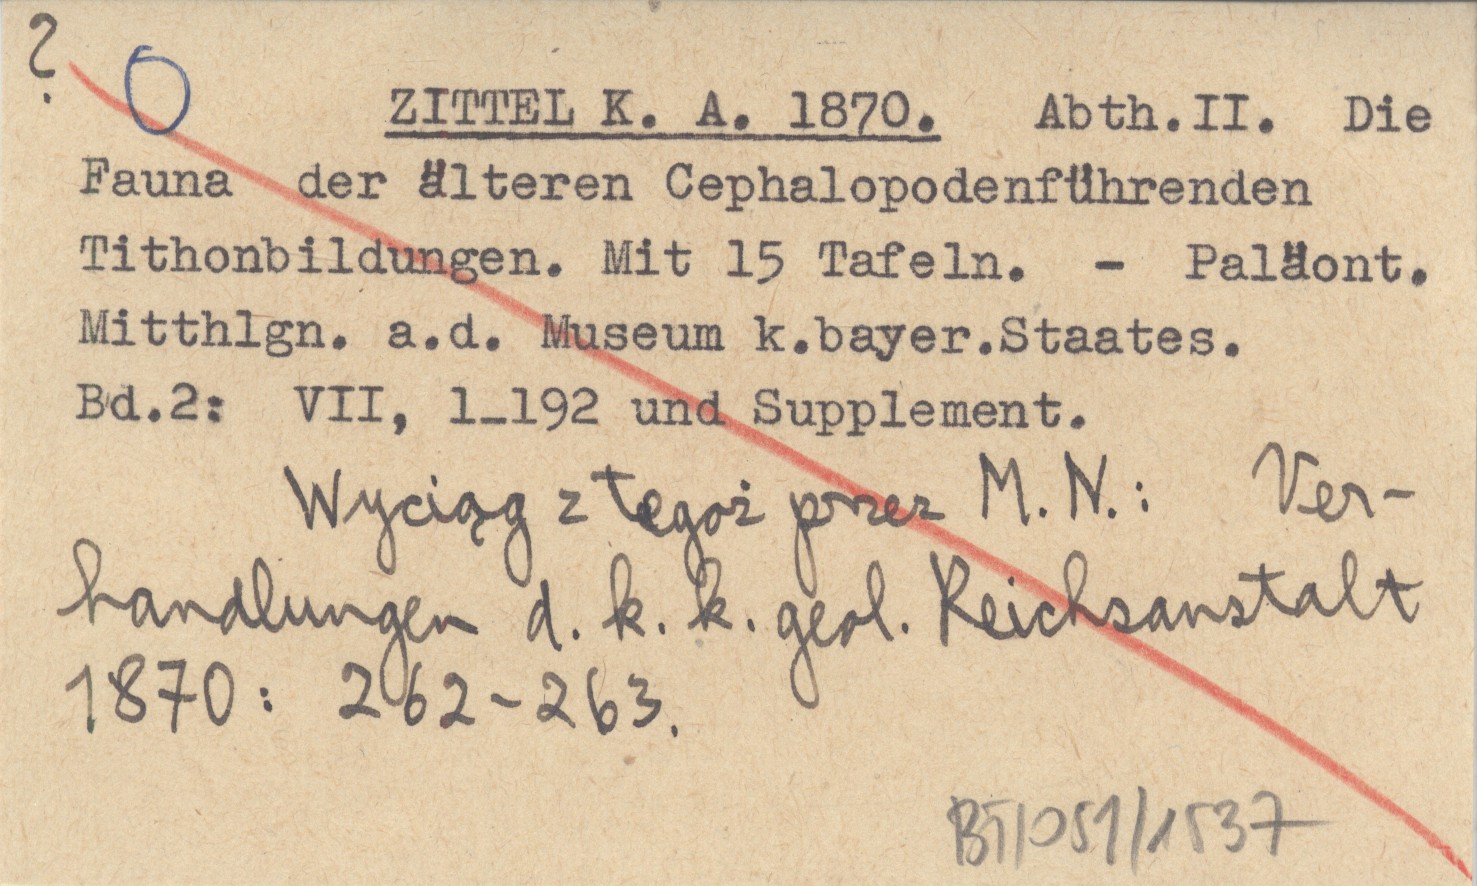 ?
O
ZITTEL K. A. 1870. Abth.II. Die
Fauna der älteren Cephalopodenführenden
Tithonbildungen. Mit 15 Tafeln. - Paläont.
Mitthlgn. a.d. Museum k.bayer.Staates.
Bd.2: VII, 1-192 und Supplement.
Wyciąg z tegoż przez M. N.: Ver-
handlungen d. k. k. geol. Reichsanstalt
1870: 262-263.
BT/051/1537